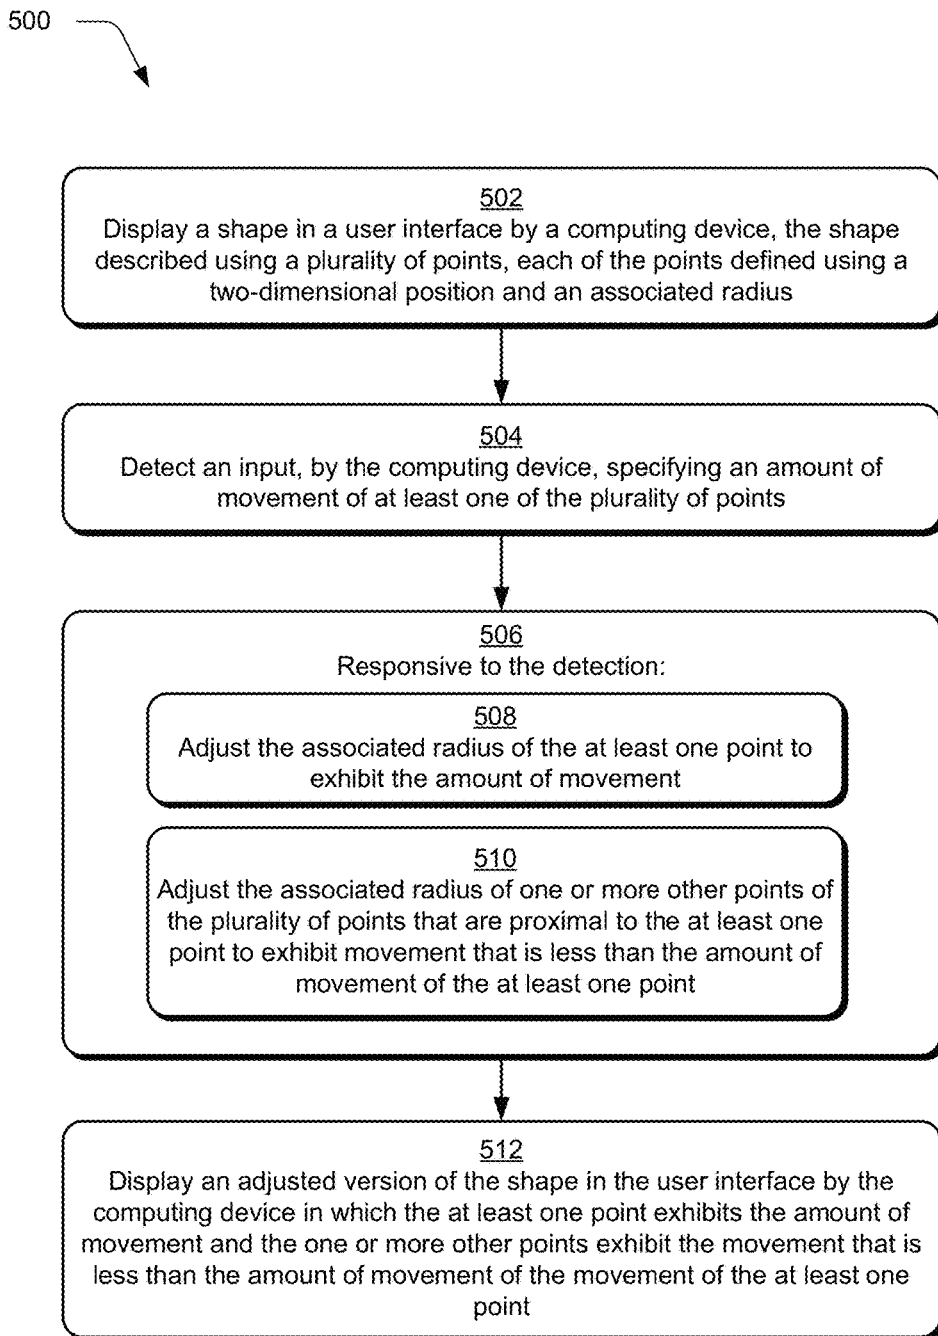 500
502
Display a shape in a user interface by a computing device, the shape
described using a plurality of points, each of the points defined using a
two-dimensional position and an associated radius
504
Detect an input, by the computing device, specifying an amount of
movement of at least one of the plurality of points
506
Responsive to the detection:
508
Adjust the associated radius of the at least one point to
exhibit the amount of movement
510
Adjust the associated radius of one or more other points of
the plurality of points that are proximal to the at least one
point to exhibit movement that is less than the amount of
movement of the at least one point
512
Display an adjusted version of the shape in the user interface by the
computing device in which the at least one point exhibits the amount of
movement and the one or more other points exhibit the movement that is
less than the amount of movement of the movement of the at least one
point